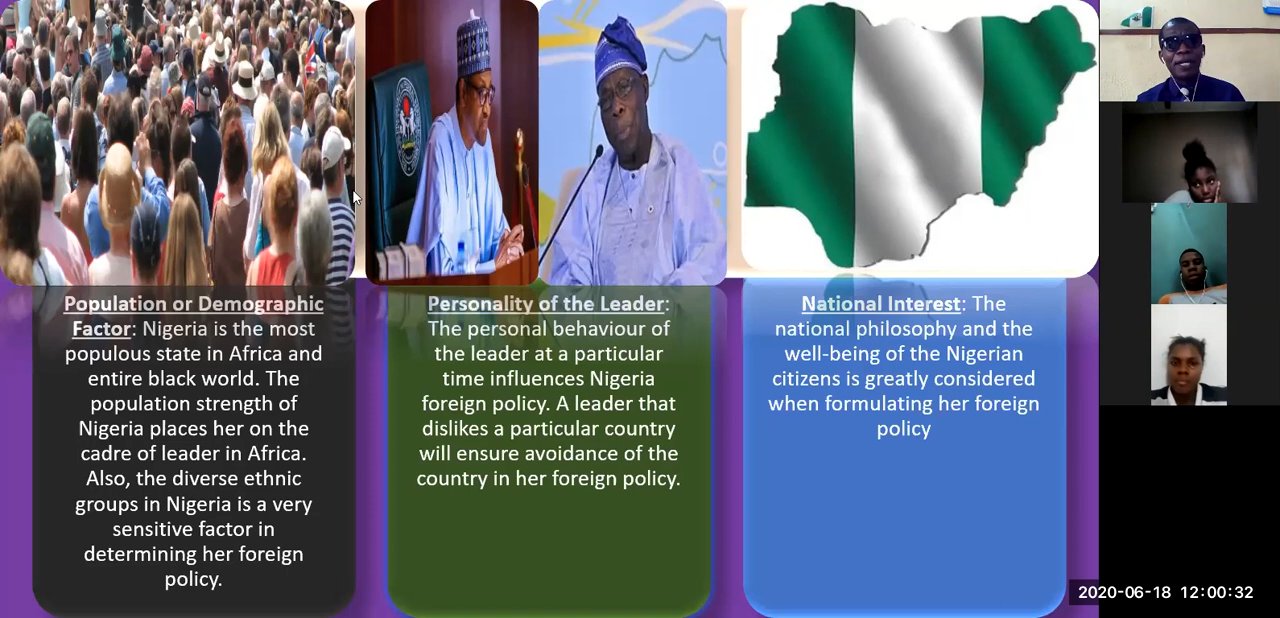 Population or Demographic
Factor: Nigeria is the most
populous state in Africa and
entire black world. The
population strength of
Nigeria places her on the
cadre of leader in Africa.
Also, the diverse ethnic
groups in Nigeria is a very
sensitive factor in
determining her foreign
policy.
Personality of the Leader:
The personal behaviour of
the leader at a particular
time influences Nigeria
foreign policy. A leader that
dislikes a particular country
will ensure avoidance of the
country in her foreign policy.
National Interest: The
national philosophy and the
well-being of the Nigerian
citizens is greatly considered
when formulating her foreign
policy
2020-06-18 12:00:32